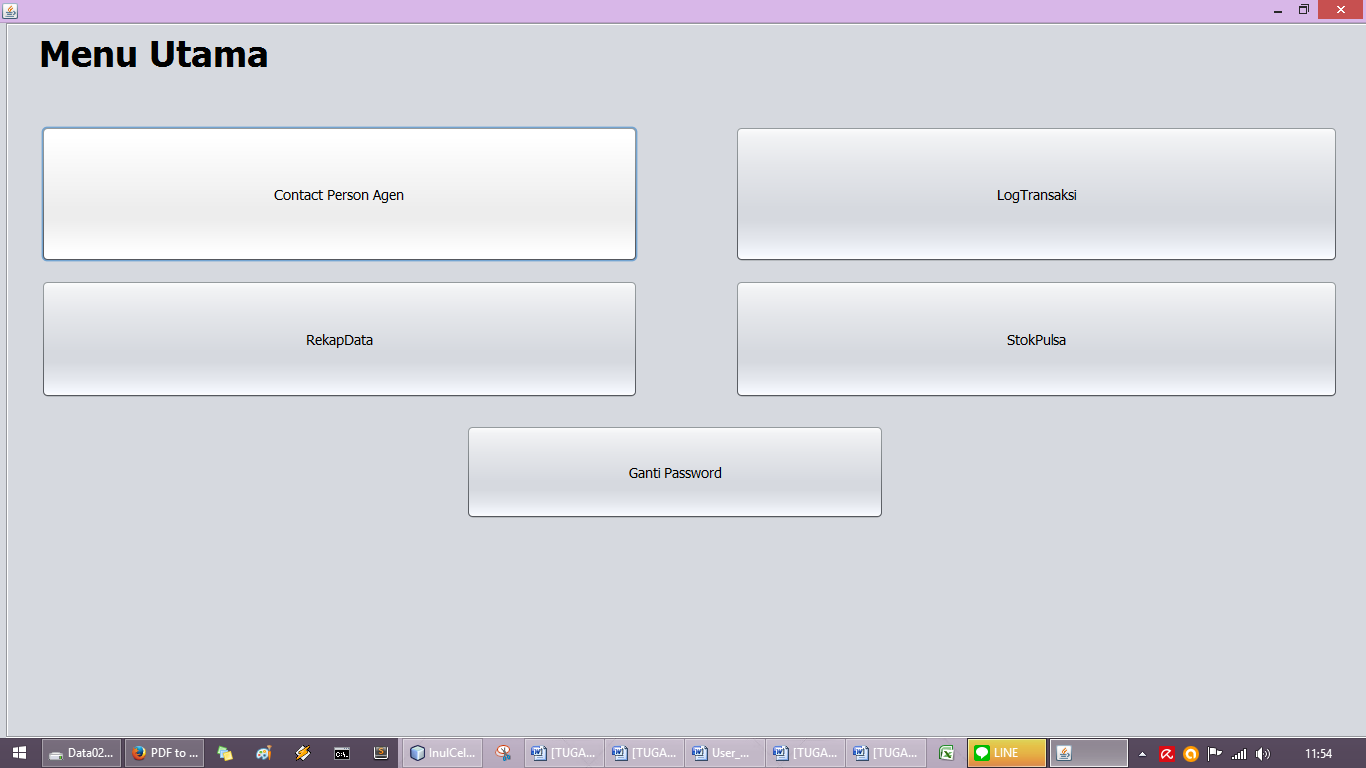 Menu Utama
Contact Person Agen
LogTransaksi
RekapData
StokPulsa
Ganti Password
Data02...
PDF to ...
C:\.
S
InulCel...
[TUGA...
[TUGA...
User_...
[TUGA...
[TUGA...
LINE
11:54